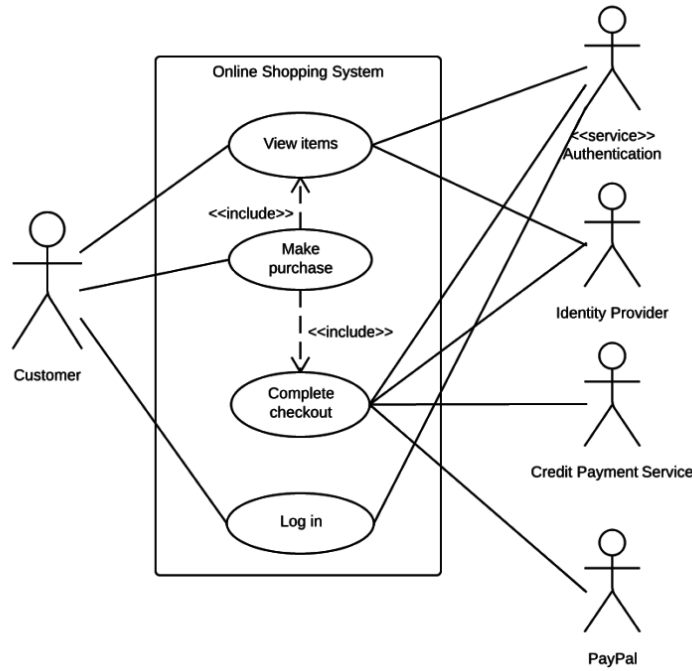 Online Shopping System
View items
<<service>>
Authentication
<<include>>
Make
purchase
Identity Provider
<<include>>
Customer
Complete
checkout
Credit Payment Service
Log in
PayPal